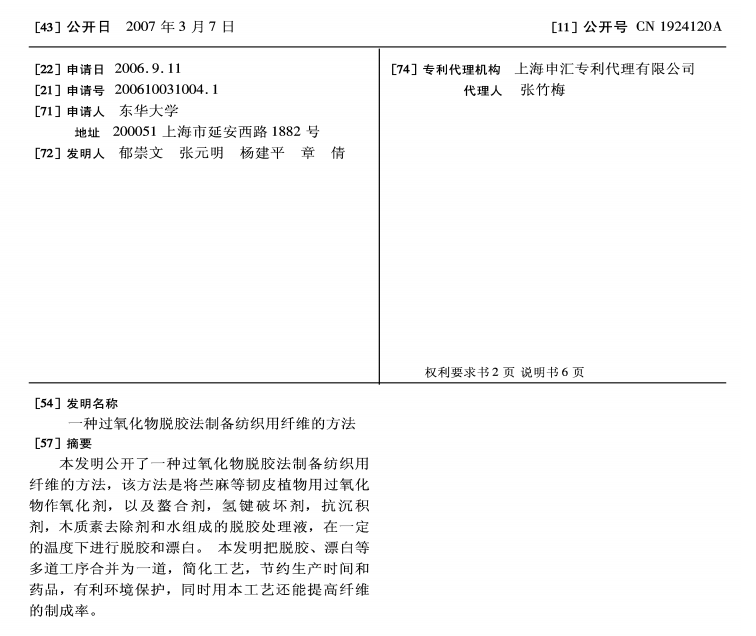 [43] 公开日 2007 年 3 月 7 日
[11] 公开号 CN 1924120A
[22] 申请日 2006.9.11
[21] 申请号 200610031004.1
[71] 申请人 东华大学
地址 200051 上海市延安西路 1882 号
[72] 发明人 郁崇文 张元明 杨建平 章 倩
[74] 专利代理机构 上海申汇专利代理有限公司
代理人 张竹梅
权利要求书 2 页 说明书 6 页
[54] 发明名称
一种过氧化物脱胶法制备纺织用纤维的方法
[57] 摘要
本发明公开了一种过氧化物脱胶法制备纺织用
纤维的方法，该方法是将苎麻等韧皮植物用过氧化
物作氧化剂，以及螯合剂，氢键破坏剂，抗沉积
剂，木质素去除剂和水组成的脱胶处理液，在一定
的温度下进行脱胶和漂白。 本发明把脱胶、漂白等
多道工序合并为一道，简化工艺，节约生产时间和
药品，有利环境保护，同时用本工艺还能提高纤维
的制成率。